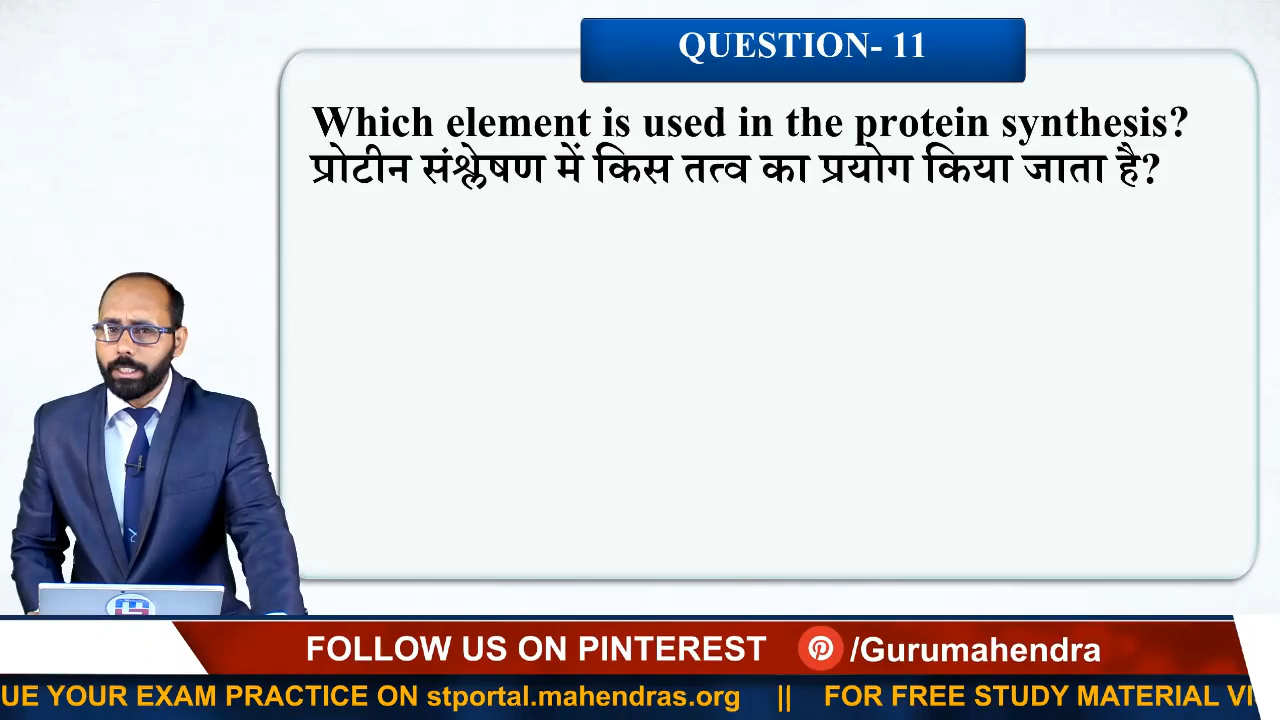 QUESTION- 11
Which element is used in the protein synthesis?
प्रोटीन संश्लेषण में किस तत्व का प्रयोग किया जाता है?
FOLLOW US ON PINTEREST /Gurumahendra
UE YOUR EXAM PRACTICE ON stportal.mahendras.org || FOR FREE STUDY MATERIAL VI